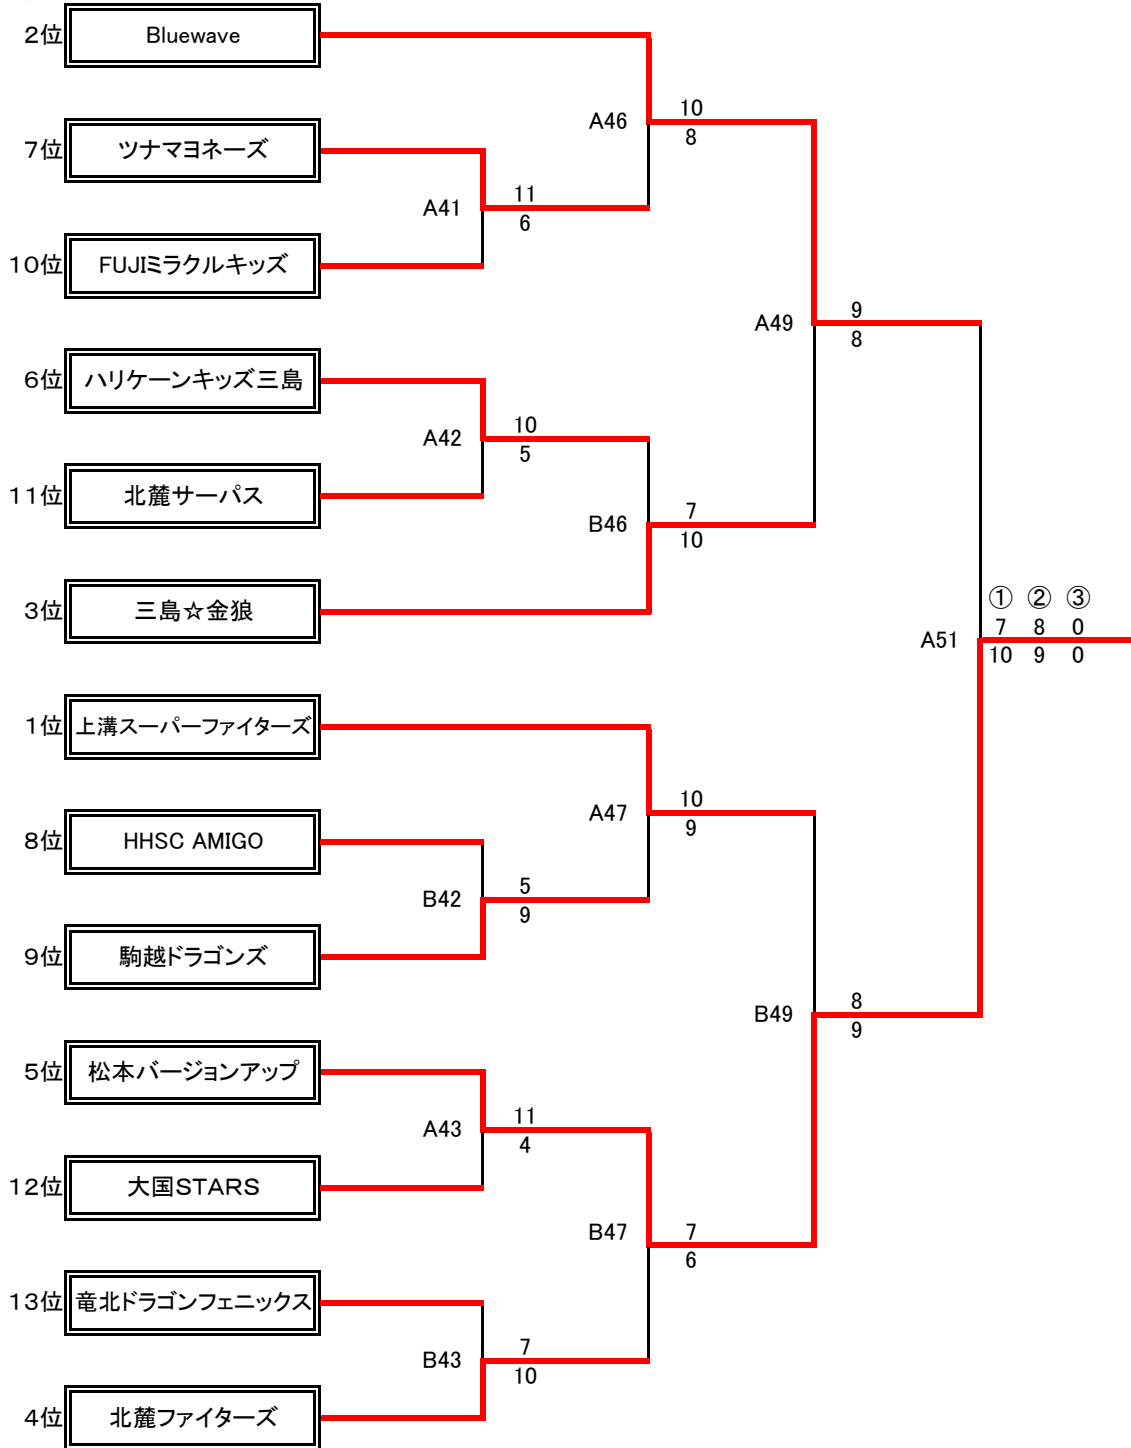 2位 Bluewave
10
A46
8
7位 ツナマヨネーズ
11
A41
6
10位 FUJIミラクルキッズ
9
A49
8
6位 ハリケーンキッズ三島
10
A42
5
11位 北麓サーパス
7
B46
10
3位 三島☆金狼
① ② ③
7 8 0
A51
10 9 0
1位 上溝スーパーファイターズ
10
A47
9
8位 HHSC AMIGO
5
B42
9
9位 駒越ドラゴンズ
8
B49
9
5位 松本バージョンアップ
11
A43
4
12位 大国STARS
7
B47
6
13位 竜北ドラゴンフェニックス
7
B43
10
4位 北麓ファイターズ